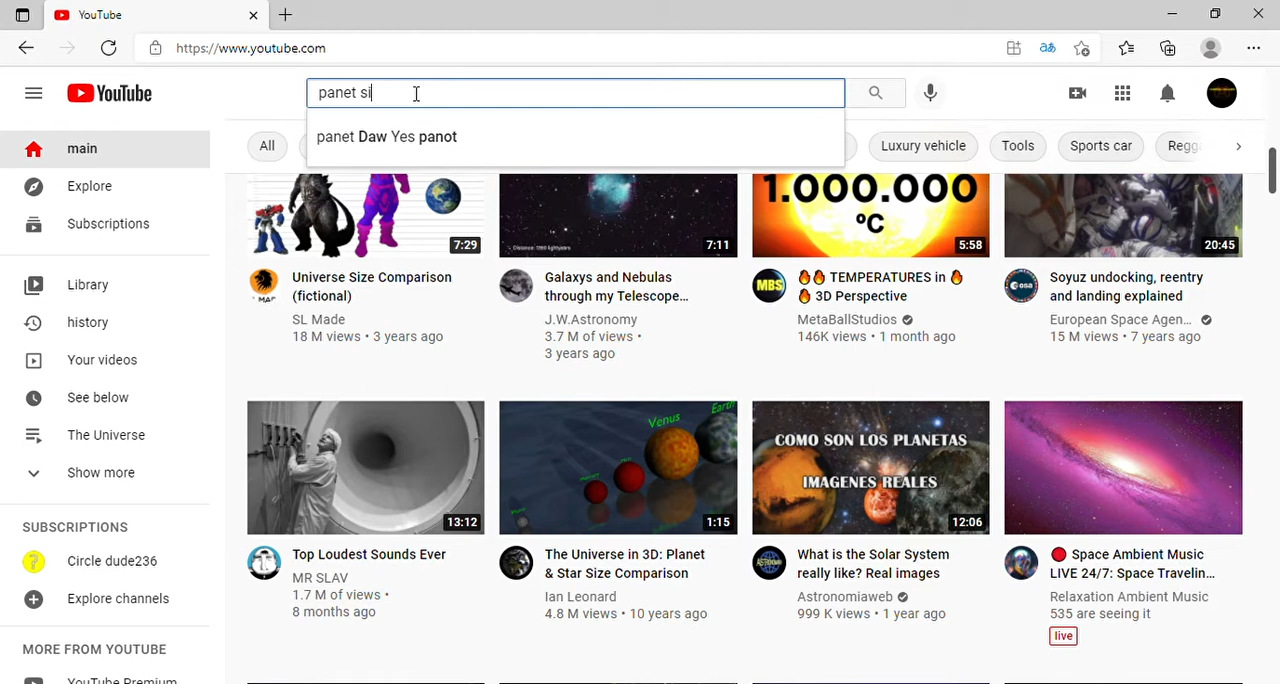 YouTube
https://www.youtube.com
YouTube
panet si
panet Daw Yes panot
All
Luxury vehicle
Tools
Sports car
Regg
main
Explore
Subscriptions
Library
history
Your videos
See below
The Universe
Show more
SUBSCRIPTIONS
Circle dude236
Explore channels
MORE FROM YOUTUBE
YouTube Premium
7:29
Universe Size Comparison
(fictional)
SL Made
18 M views • 3 years ago
7:11
Galaxys and Nebulas
through my Telescope...
J.W.Astronomy
3.7 M of views •
3 years ago
1.000.000
ºC
5:58
MBS
🔥🔥 TEMPERATURES in 🔥
🔥 3D Perspective
MetaBallStudios
146K views • 1 month ago
20:45
esa
Soyuz undocking, reentry
and landing explained
European Space Agen...
15 M views • 7 years ago
13:12
Top Loudest Sounds Ever
MR SLAV
1.7 M of views •
8 months ago
Venus
Earth
1:15
The Universe in 3D: Planet
& Star Size Comparison
Ian Leonard
4.8 M views • 10 years ago
COMO SON LOS PLANETAS
IMAGENES REALES
12:06
What is the Solar System
really like? Real images
Astronomiaweb
999 K views • 1 year ago
🔴 Space Ambient Music
LIVE 24/7: Space Travelin...
Relaxation Ambient Music
535 are seeing it
live